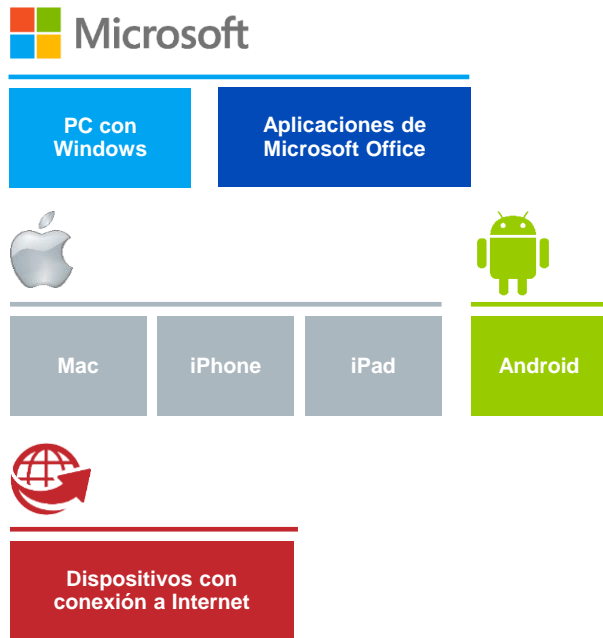 Microsoft
PC con
Windows
Aplicaciones de
Microsoft Office
Mac
iPhone
iPad
Android
Dispositivos con
conexión a Internet